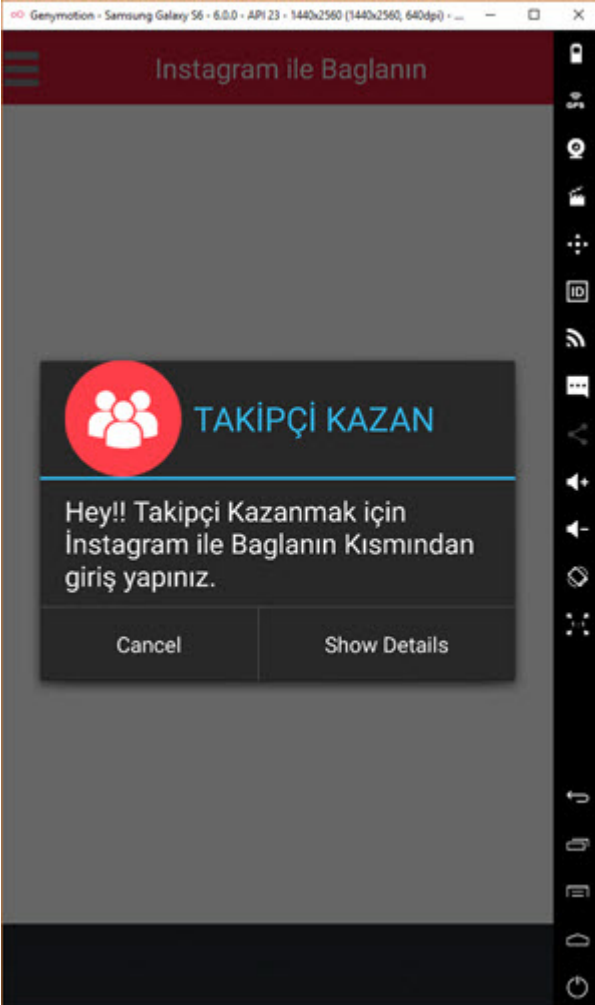 Genymotion - Samsung Galaxy S6 - 6.0.0 - API 23 - 1440x2560 (1440x2560, 640dpi) - ...
Instagram ile Baglanın
GPS
ID
TAKİPÇİ KAZAN
Hey!! Takipçi Kazanmak için
İnstagram ile Baglanın Kısmından
giriş yapınız.
Cancel
Show Details